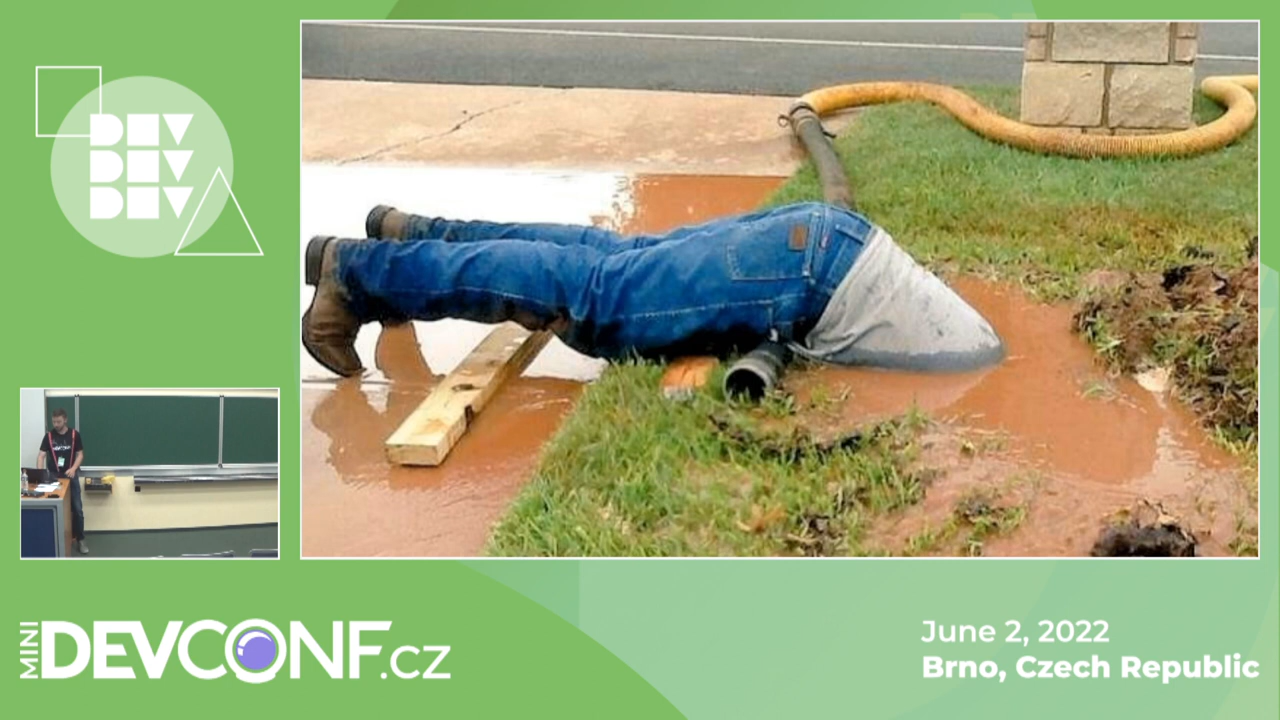 DEV
DEV
DEV
MINI
DEVCONF.cz
June 2, 2022
Brno, Czech Republic